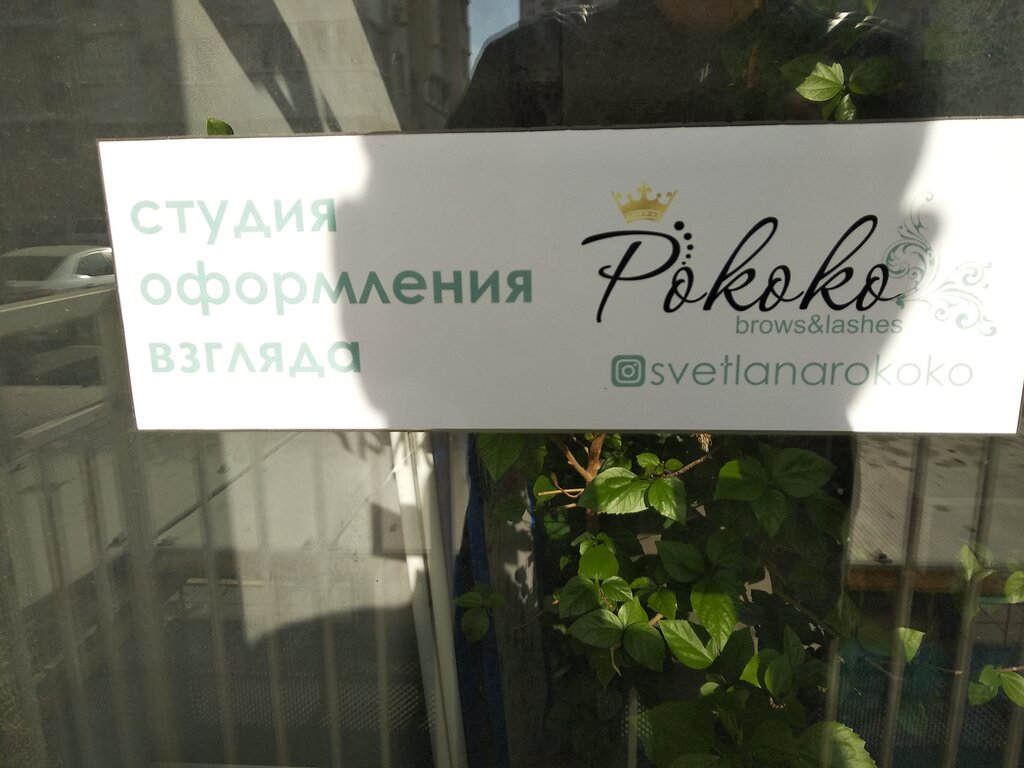 студия
оформления
взгляда
Рококо
brows&lashes
svetlanarokoko